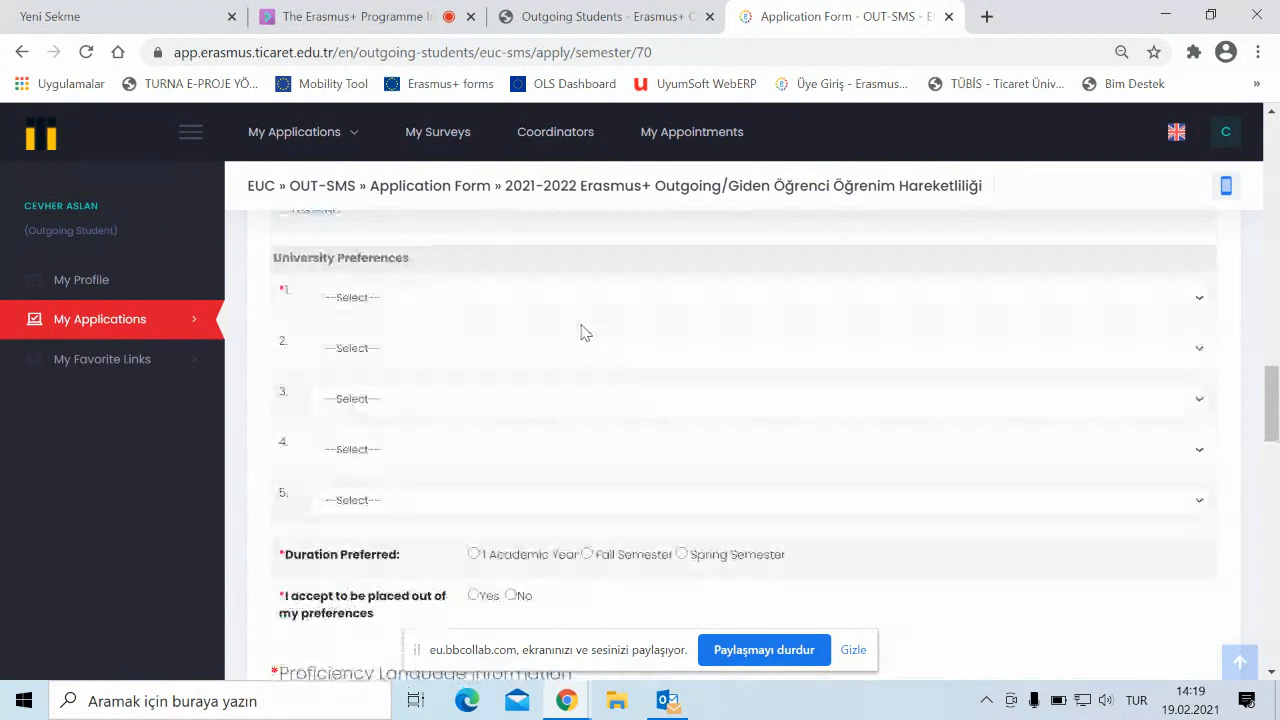 Yeni Sekme
The Erasmus+ Programme I
Outgoing Students - Erasmus+ O
Application Form - OUT-SMS - E
app.erasmus.ticaret.edu.tr/en/outgoing-students/euc-sms/apply/semester/70
Uygulamalar
TURNA E-PROJE YÖ...
Mobility Tool
Erasmus+ forms
OLS Dashboard
UyumSoft WebERP
Üye Giriş - Erasmus...
TÜBİS - Ticaret Üniv...
Bim Destek
»
My Applications
My Surveys
Coordinators
My Appointments
C
EUC » OUT-SMS » Application Form » 2021-2022 Erasmus+ Outgoing/Giden Öğrenci Öğrenim Hareketliliği
CEVHER ASLAN
(Outgoing Student)
My Profile
My Applications
My Favorite Links
University Preferences
*1. ---Select---
2. ---Select---
3. ---Select---
4. ---Select---
5. ---Select---
*Duration Preferred: 1 Academic Year Fall Semester Spring Semester
*I accept to be placed out of Yes No
my preferences
eu.bbcollab.com, ekranınızı ve sesinizi paylaşıyor. Paylaşmayı durdur Gizle
*Proficiency Language Information
Aramak için buraya yazın
TUR
14:19
19.02.2021